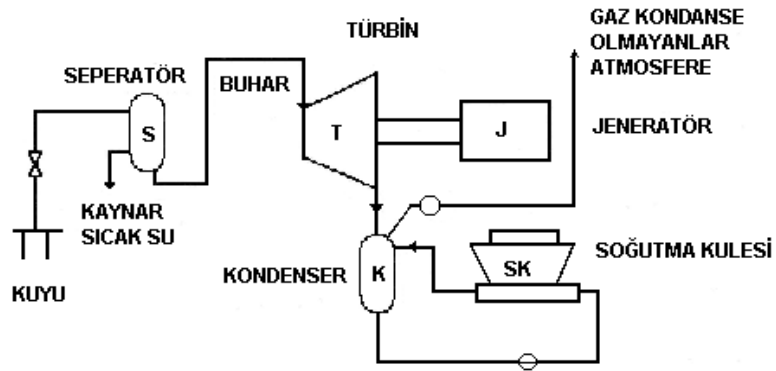 TÜRBİN
GAZ KONDANSE
OLMAYANLAR
ATMOSFERE
SEPERATÖR
BUHAR
S
T
J
JENERATÖR
KAYNAR
SICAK SU
KUYU
KONDENSER
K
SK
SOĞUTMA KULESİ